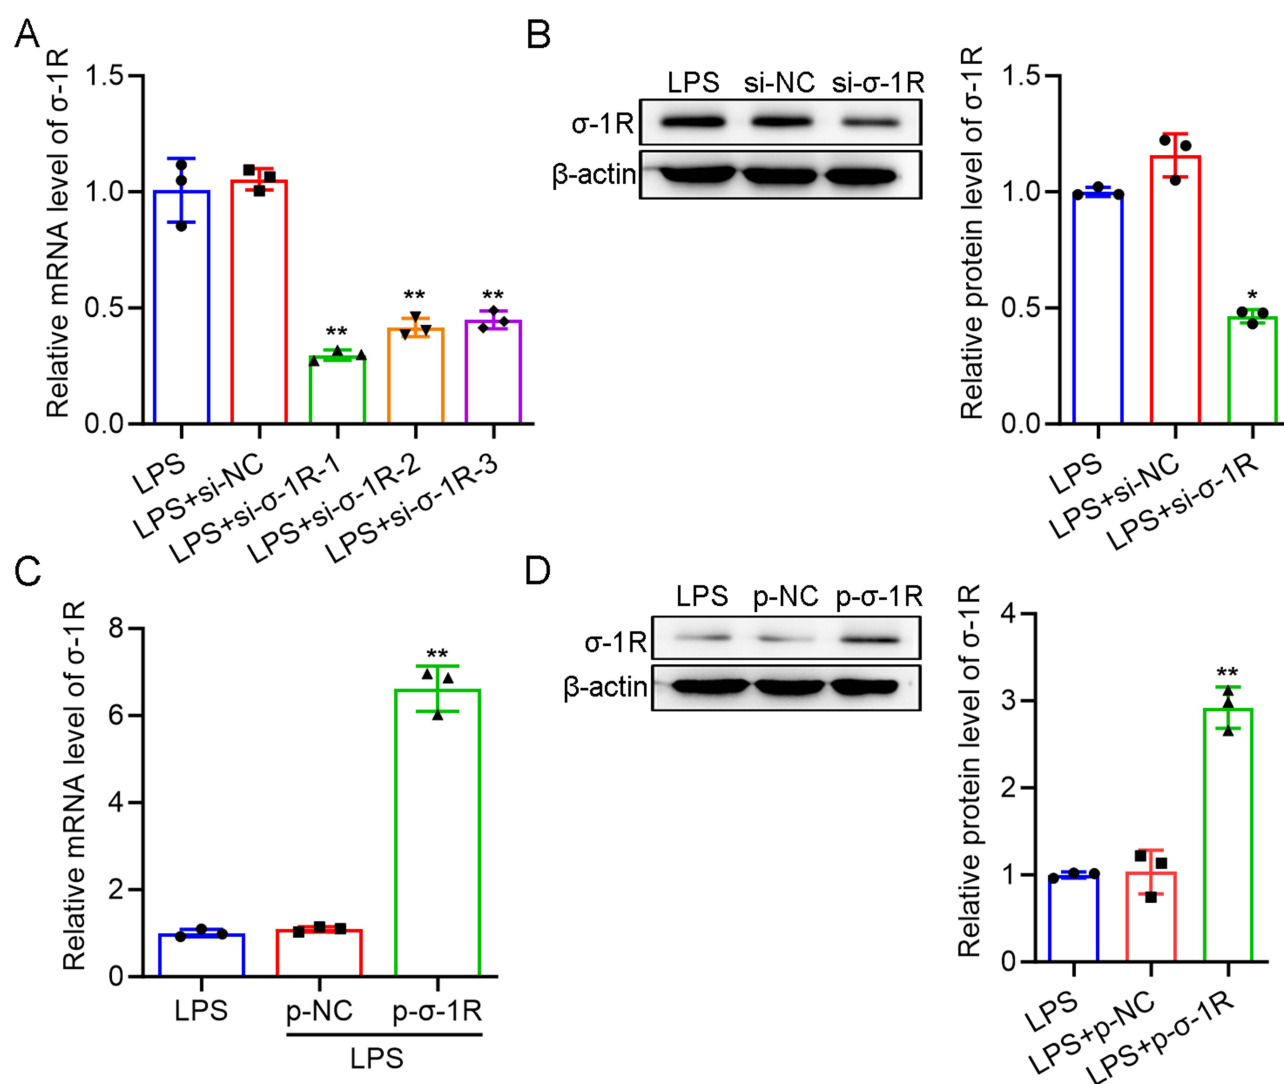 A
Relative mRNA level of σ-1R
1.5
1.0
0.5
0.0
**
**
**
LPS
LPS+si-NC
LPS+si-σ-1R-1
LPS+si-σ-1R-2
LPS+si-σ-1R-3
B
LPS si-NC si-σ-1R
σ-1R
β-actin
Relative protein level of σ-1R
1.5
1.0
0.5
0.0
*
LPS
LPS+si-NC
LPS+si-σ-1R
C
Relative mRNA level of σ-1R
8
6
4
2
0
**
LPS p-NC p-σ-1R
LPS
D
LPS p-NC p-σ-1R
σ-1R
β-actin
Relative protein level of σ-1R
4
3
2
1
0
**
LPS
LPS+p-NC
LPS+p-σ-1R